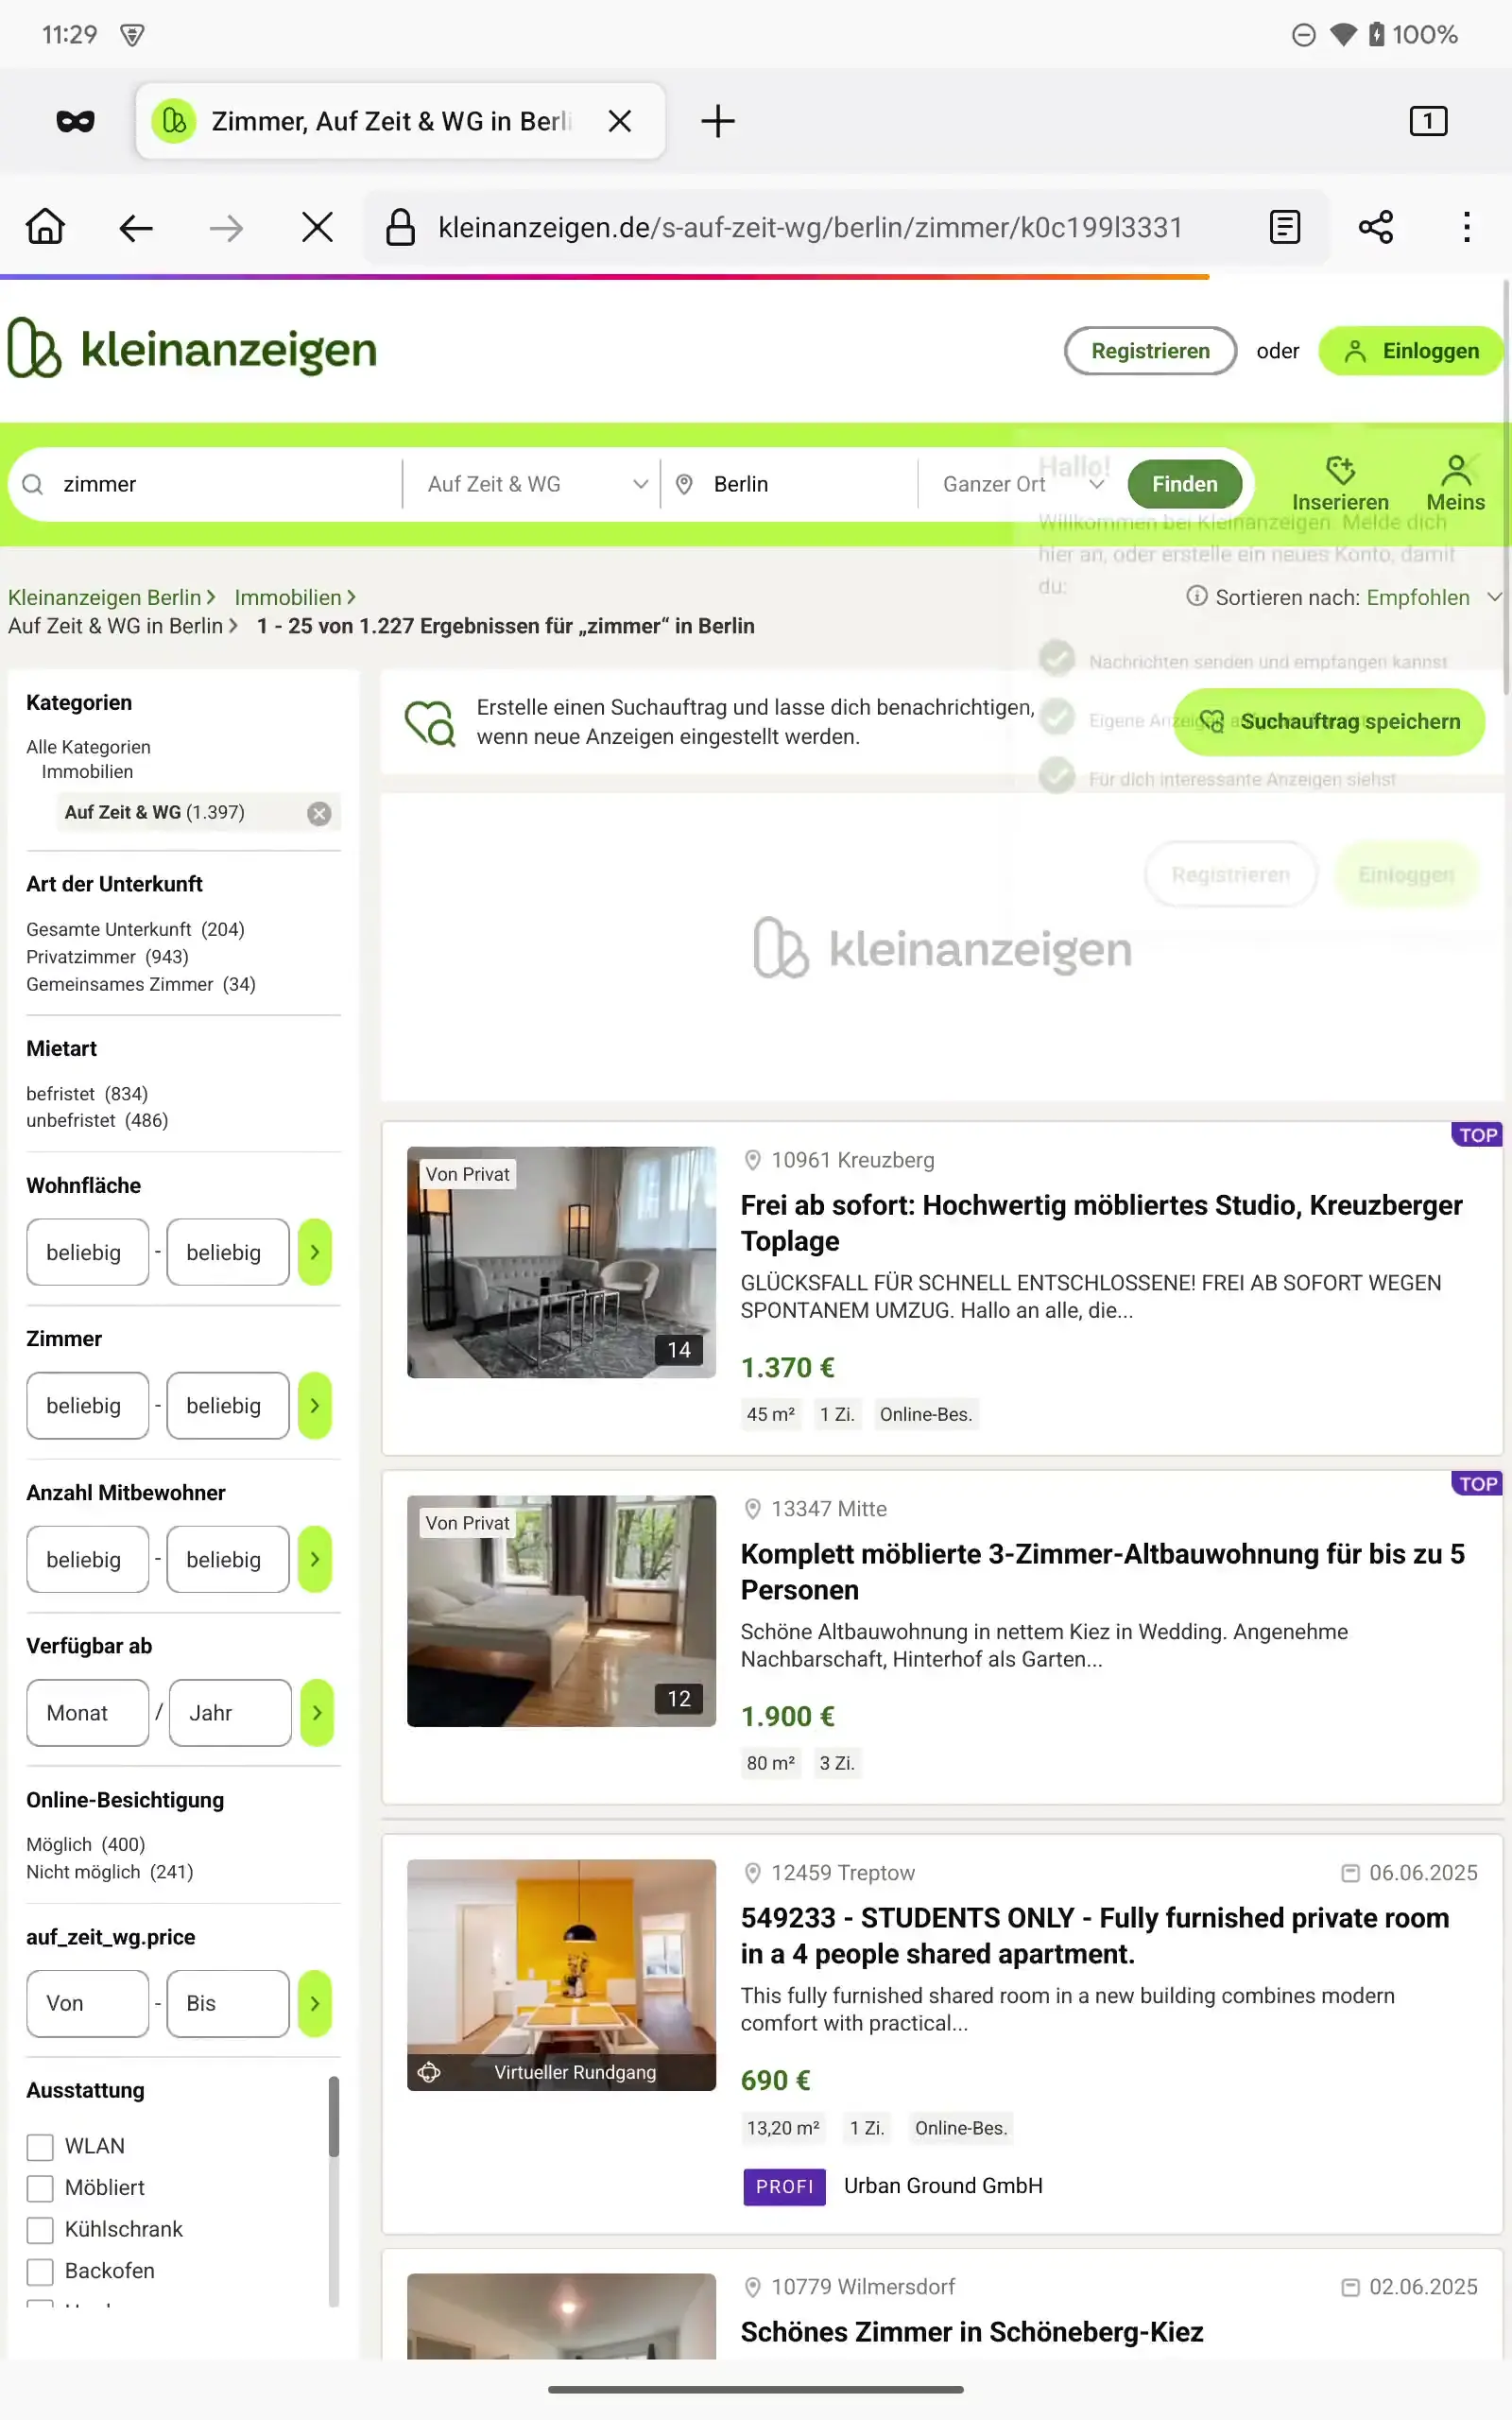 11:29
100%
Zimmer, Auf Zeit & WG in Berli
1
kleinanzeigen.de/s-auf-zeit-wg/berlin/zimmer/k0c199l3331
kleinanzeigen
Registrieren
oder
Einloggen
zimmer
Auf Zeit & WG
Berlin
Ganzer Ort
Finden
Inserieren
Meins
Hallo!
Willkommen bei Kleinanzeigen. Melde dich
hier an, oder erstelle ein neues Konto, damit
du:
Nachrichten senden und empfangen kannst
Eigene Anzeigen
Für dich interessante Anzeigen siehst
Registrieren
Einloggen
Kleinanzeigen Berlin
Immobilien
Sortieren nach: Empfohlen
Auf Zeit & WG in Berlin
1 - 25 von 1.227 Ergebnissen für „zimmer“ in Berlin
Kategorien
Alle Kategorien
Immobilien
Auf Zeit & WG (1.397)
Art der Unterkunft
Gesamte Unterkunft (204)
Privatzimmer (943)
Gemeinsames Zimmer (34)
Mietart
befristet (834)
unbefristet (486)
Wohnfläche
beliebig - beliebig
Zimmer
beliebig - beliebig
Anzahl Mitbewohner
beliebig - beliebig
Verfügbar ab
Monat / Jahr
Online-Besichtigung
Möglich (400)
Nicht möglich (241)
auf_zeit_wg.price
Von - Bis
Ausstattung
WLAN
Möbliert
Kühlschrank
Backofen
Erstelle einen Suchauftrag und lasse dich benachrichtigen,
wenn neue Anzeigen eingestellt werden.
Suchauftrag speichern
kleinanzeigen
TOP
Von Privat
14
10961 Kreuzberg
Frei ab sofort: Hochwertig möbliertes Studio, Kreuzberger
Toplage
GLÜCKSFALL FÜR SCHNELL ENTSCHLOSSENE! FREI AB SOFORT WEGEN
SPONTANEM UMZUG. Hallo an alle, die...
1.370 €
45 m²
1 Zi.
Online-Bes.
TOP
Von Privat
12
13347 Mitte
Komplett möblierte 3-Zimmer-Altbauwohnung für bis zu 5
Personen
Schöne Altbauwohnung in nettem Kiez in Wedding. Angenehme
Nachbarschaft, Hinterhof als Garten...
1.900 €
80 m²
3 Zi.
Virtueller Rundgang
12459 Treptow
06.06.2025
549233 - STUDENTS ONLY - Fully furnished private room
in a 4 people shared apartment.
This fully furnished shared room in a new building combines modern
comfort with practical...
690 €
13,20 m²
1 Zi.
Online-Bes.
PROFI
Urban Ground GmbH
10779 Wilmersdorf
02.06.2025
Schönes Zimmer in Schöneberg-Kiez